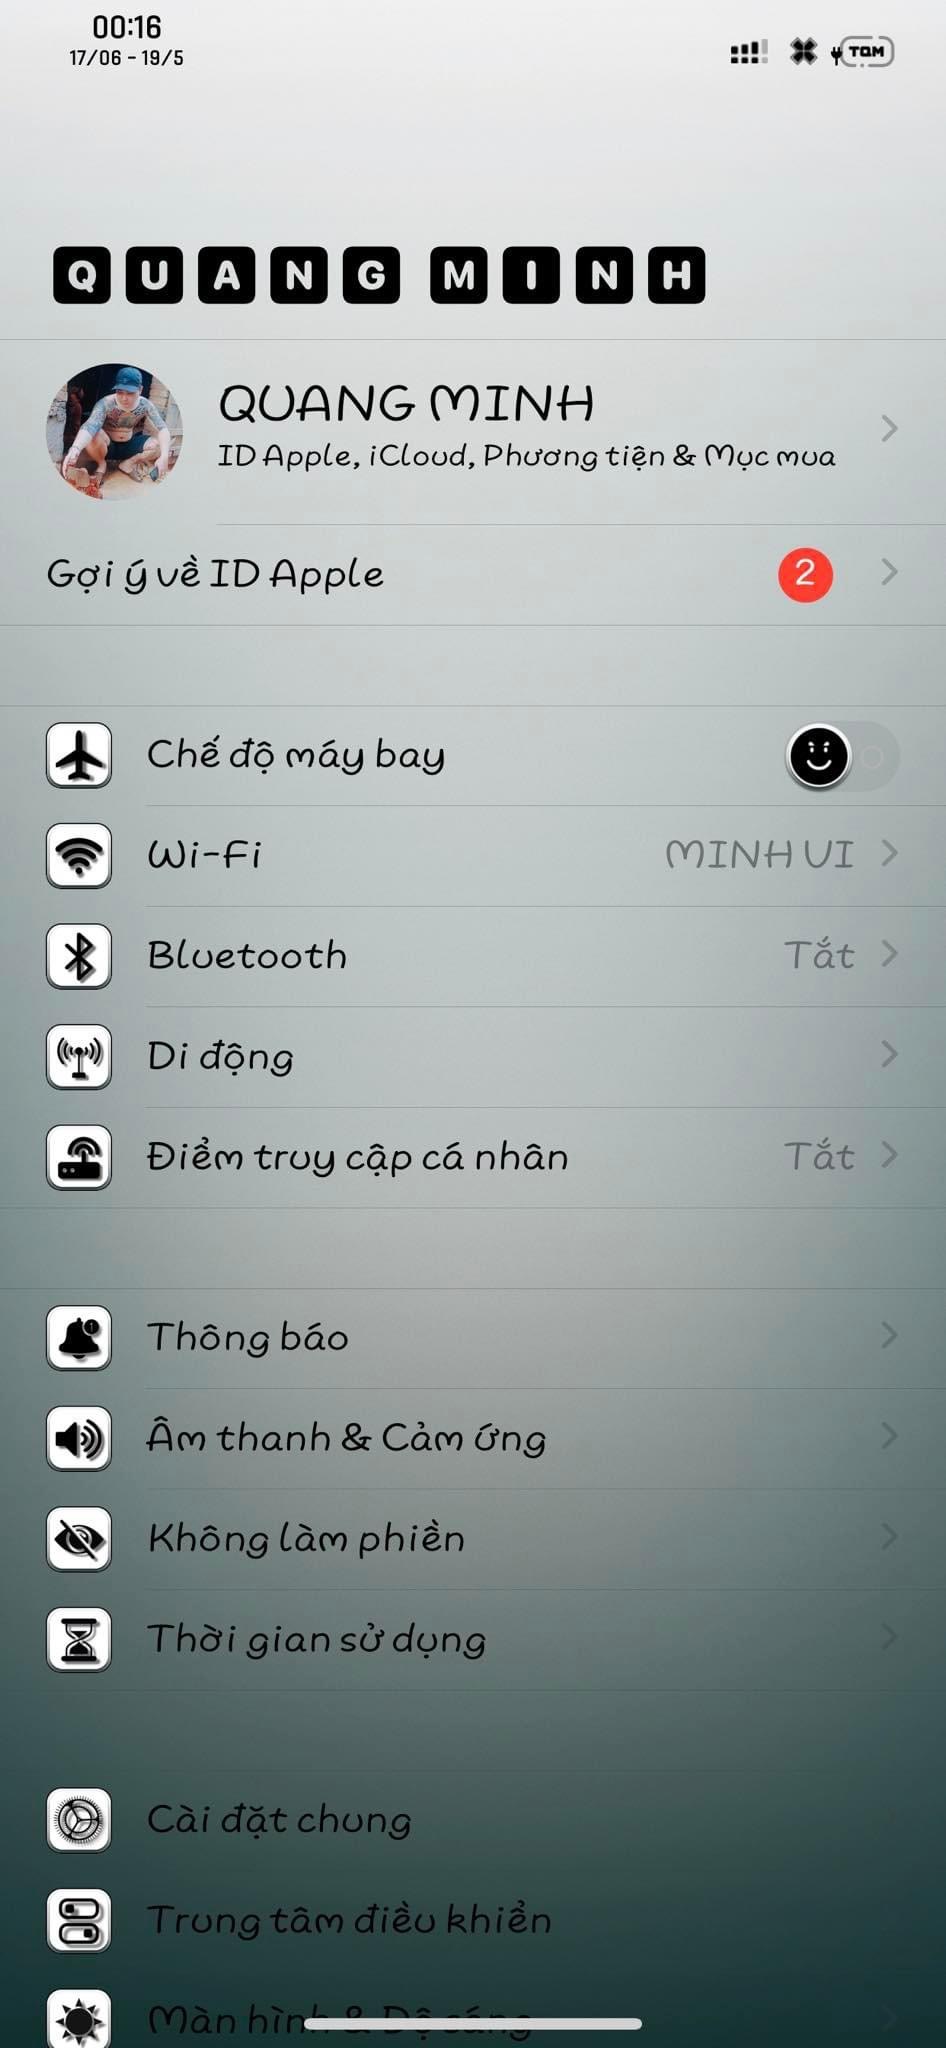 00:16
17/06 - 19/5
TQM
QUANG MINH
QUANG MINH
ID Apple, iCloud, Phương tiện & Mục mua
Gợi ý về ID Apple 2
Chế độ máy bay
Wi-Fi MINH UI
Bluetooth Tắt
Di động
Điểm truy cập cá nhân Tắt
Thông báo
Âm thanh & Cảm ứng
Không làm phiền
Thời gian sử dụng
Cài đặt chung
Trung tâm điều khiển
Màn hình & Độ sáng